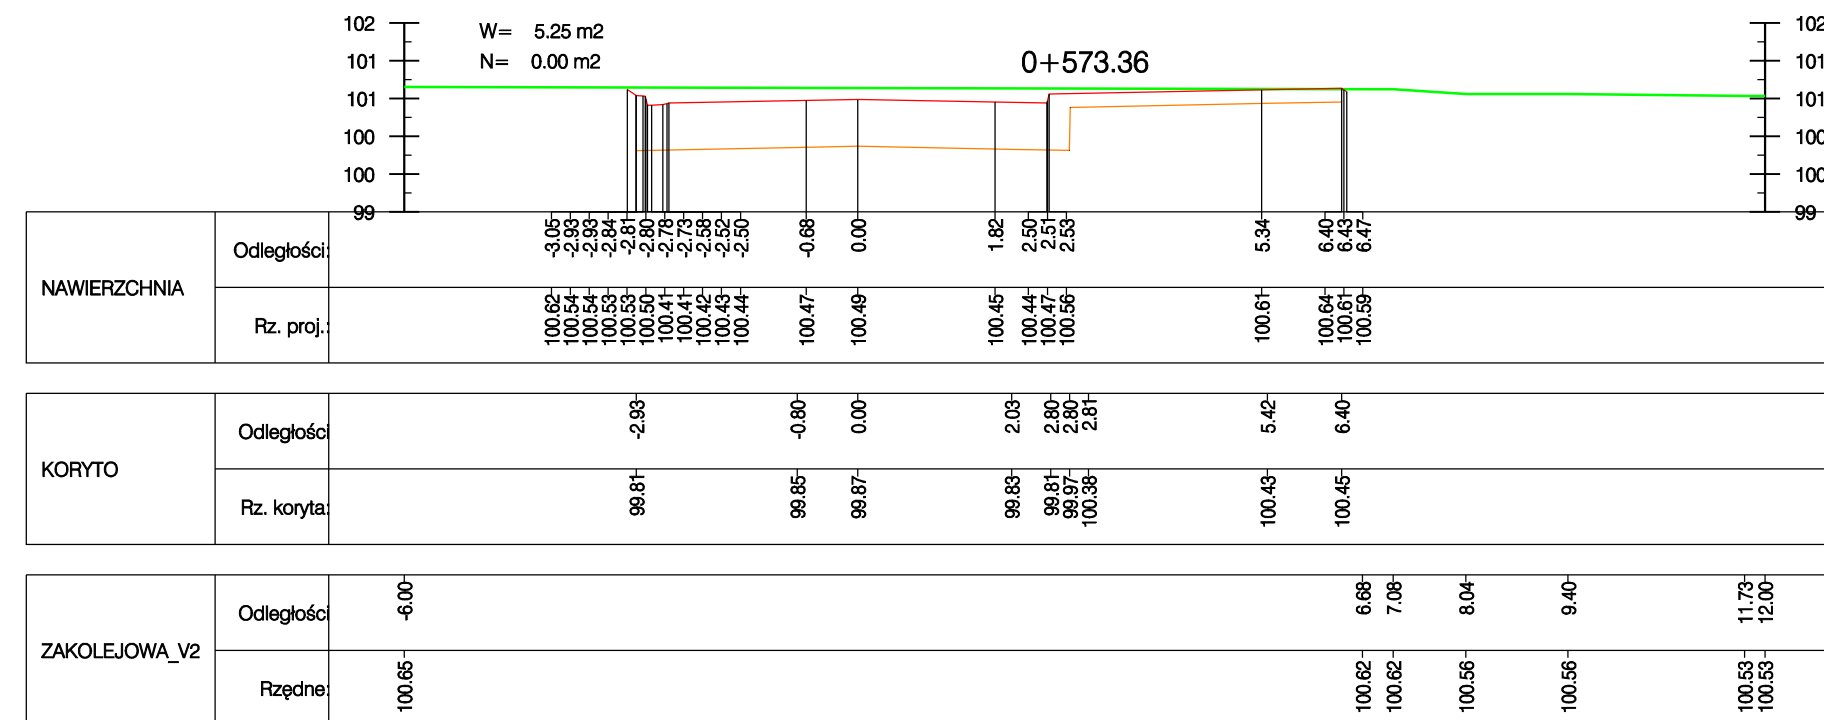 102 W= 5.25 m2 102
101 N= 0.00 m2 0+573.36 101
101 101
100 100
100 100
99 99
NAWIERZCHNIA
Odległości: -3.05 -2.93 -2.93 -2.84 -2.81 -2.80 -2.78 -2.73 -2.58 -2.52 -2.50 -0.68 0.00 1.82 2.50 2.51 2.53 5.34 6.40 6.43 6.47
Rz. proj.: 100.62 100.54 100.54 100.53 100.53 100.50 100.41 100.41 100.42 100.43 100.44 100.47 100.49 100.45 100.44 100.47 100.56 100.61 100.64 100.61 100.59
KORYTO
Odległości -2.93 -0.80 0.00 2.03 2.80 2.80 2.81 5.42 6.40
Rz. koryta: 99.81 99.85 99.87 99.83 99.81 99.97 100.38 100.43 100.45
ZAKOLEJOWA_V2
Odległości -6.00 6.68 7.08 8.04 9.40 11.73 12.00
Rzędne: 100.65 100.62 100.62 100.56 100.56 100.53 100.53